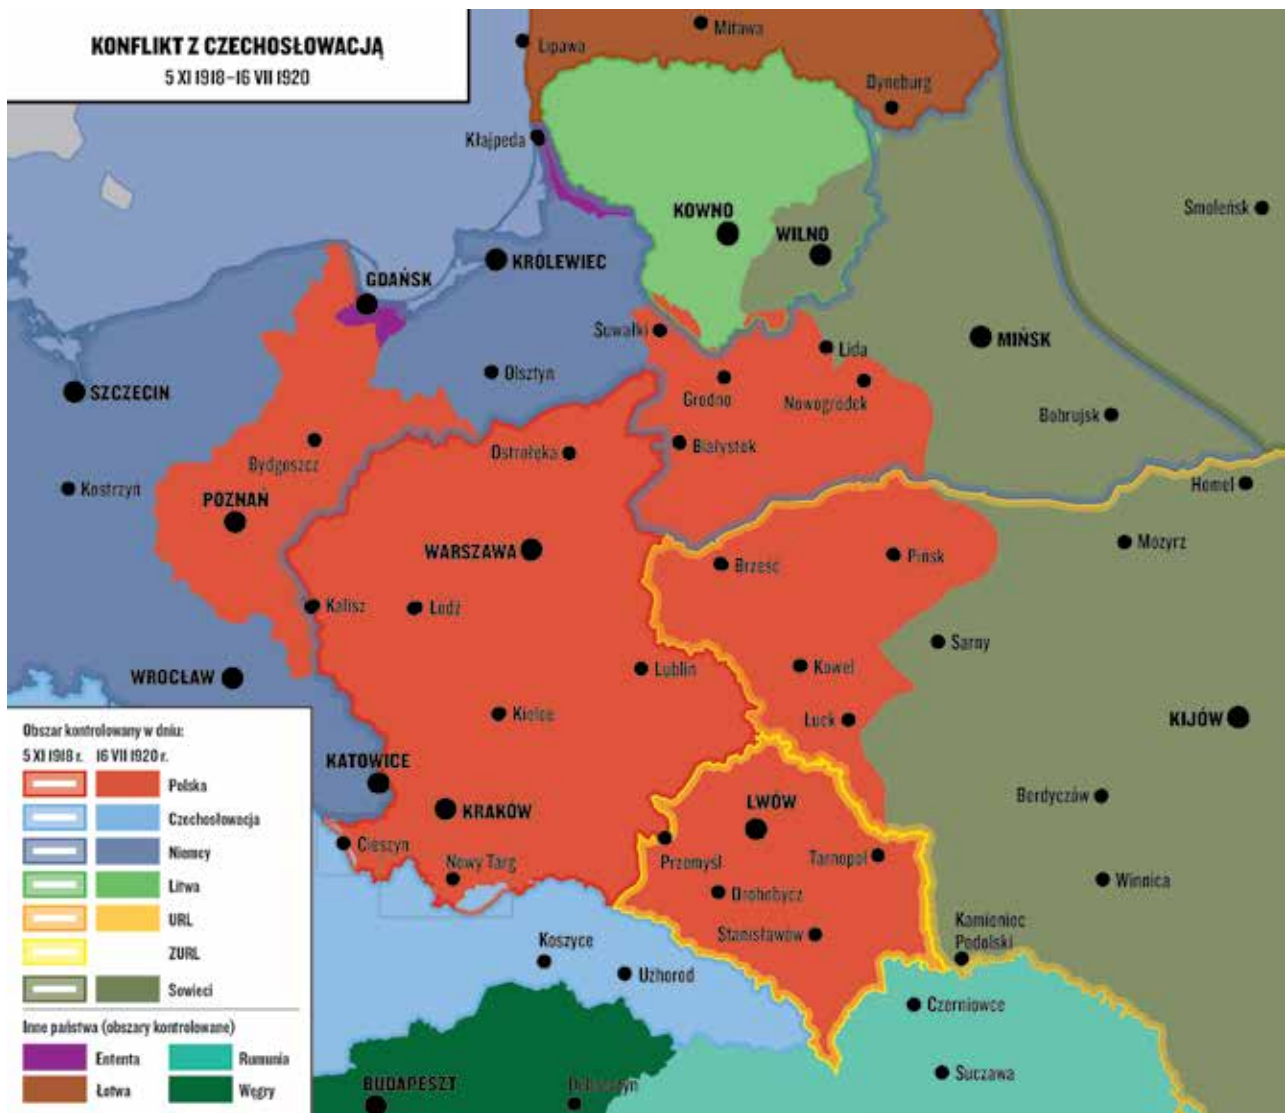 KONFLIKT Z CZECHOSŁOWACJĄ
5 XI 1918–16 VII 1920
Mitawa
Lipawa
Dyneburg
Kłajpeda
Smoleńsk
KOWNO
WILNO
KRÓLEWIEC
GDAŃSK
Suwałki
Lida
MIŃSK
Olsztyn
SZCZECIN
Grodno
Nowogródek
Bobrujsk
Białystok
Ostrołęka
Bydgoszcz
Kostrzyn
Homel
POZNAŃ
WARSZAWA
Mozyrz
Brześć
Pińsk
Kalisz
Łódź
Sarny
Lublin
Kowel
WROCŁAW
Kielce
Łuck
KIJÓW
KATOWICE
Berdyczów
KRAKÓW
LWÓW
Cieszyn
Nowy Targ
Przemyśl
Tarnopol
Winnica
Drohobycz
Kamieniec
Podolski
Stanisławów
Koszyce
Użhorod
Czerniowce
Suczawa
BUDAPESZT
Debreczyn
Obszar kontrolowany w dniu:
5 XI 1918 r. 16 VII 1920 r.
Polska
Czechosłowacja
Niemcy
Litwa
URL
ZURL
Sowieci
Inne państwa (obszary kontrolowane)
Ententa
Rumunia
Łotwa
Węgry